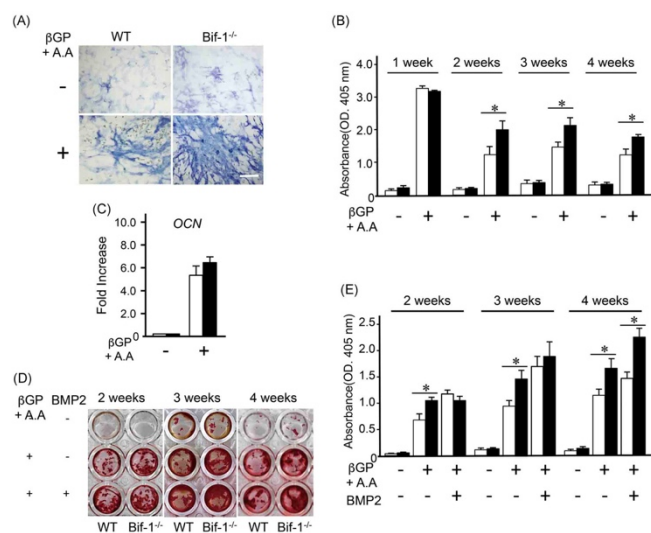 (A)
βGP
+ A.A
WT
Bif-1-/-
-
+
(B)
1 week
2 weeks
3 weeks
4 weeks
Absorbance(OD. 405 nm)
4.0
3.0
2.0
1.0
0.0
* * *
βGP
+ A.A
- + - + - + - +
(C)
OCN
Fold Increase
10.0
8.0
6.0
4.0
2.0
0.0
βGP
+ A.A
- +
(D)
βGP BMP2 2 weeks 3 weeks 4 weeks
+ A.A
- -
+ -
+ +
WT Bif-1-/- WT Bif-1-/- WT Bif-1-/-
(E)
2 weeks
3 weeks
4 weeks
Absorbance(OD. 405 nm)
2.5
2.0
1.5
1.0
0.5
0.0
* * * *
βGP
+ A.A
- + + - + + - + +
BMP2
- - + - - + - - +